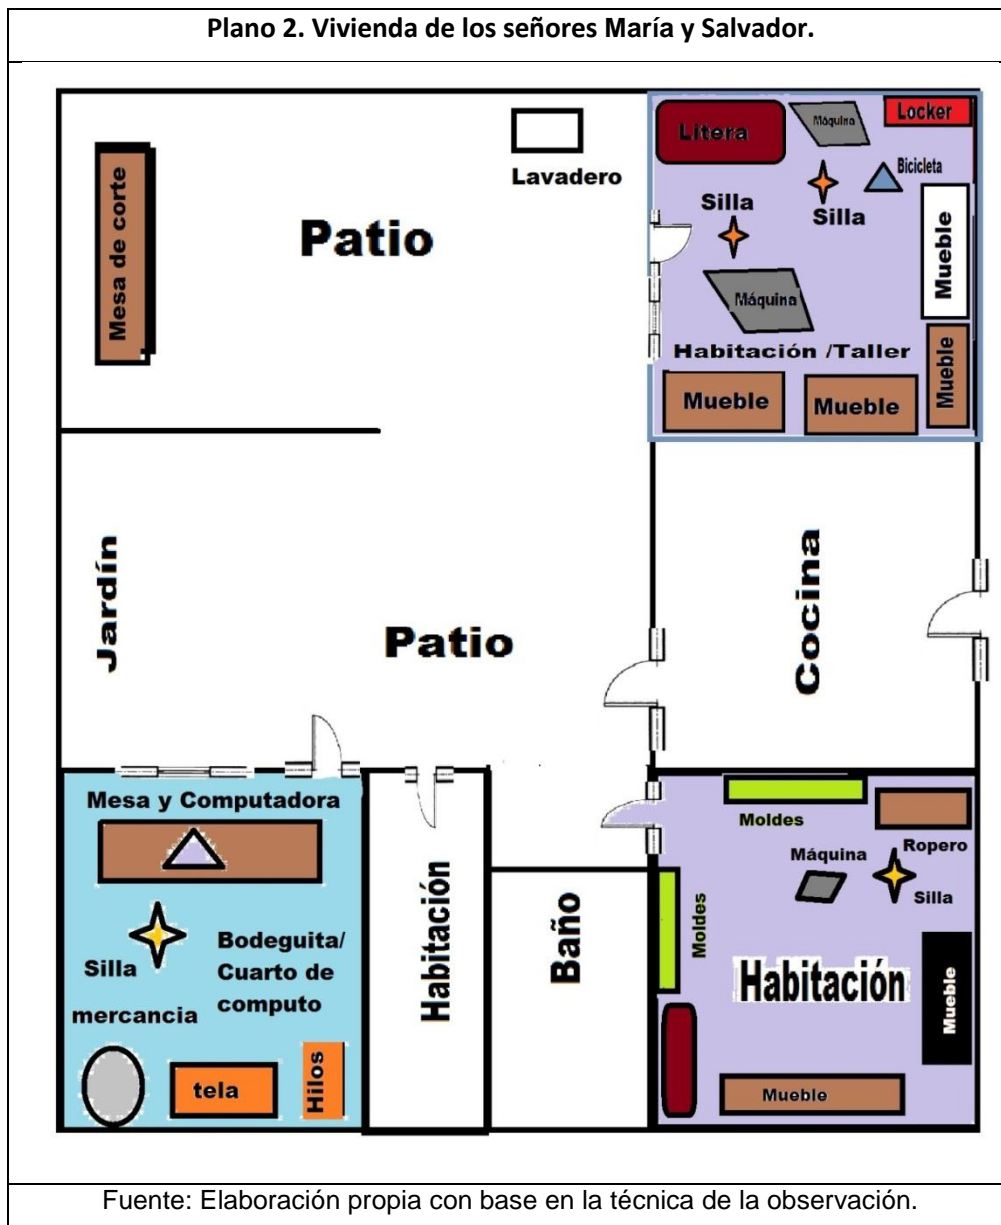 Plano 2. Vivienda de los señores María y Salvador.
Mesa de corte
Patio
Lavadero
Litera
Máquina
Locker
Bicicleta
Silla
Silla
Mueble
Máquina
Habitación /Taller
Mueble
Mueble
Mueble
Jardín
Patio
Cocina
Mesa y Computadora
Silla
Bodeguita/
Cuarto de
computo
mercancia
tela
Hilos
Habitación
Baño
Moldes
Ropero
Máquina
Silla
Moldes
Habitación
Mueble
Mueble
Fuente: Elaboración propia con base en la técnica de la observación.